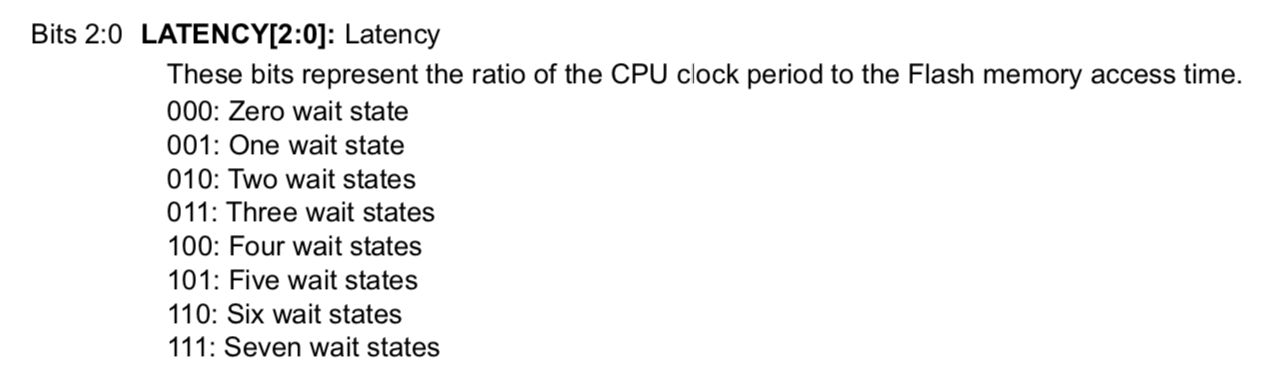 Bits 2:0 LATENCY[2:0]: Latency
These bits represent the ratio of the CPU clock period to the Flash memory access time.
000: Zero wait state
001: One wait state
010: Two wait states
011: Three wait states
100: Four wait states
101: Five wait states
110: Six wait states
111: Seven wait states